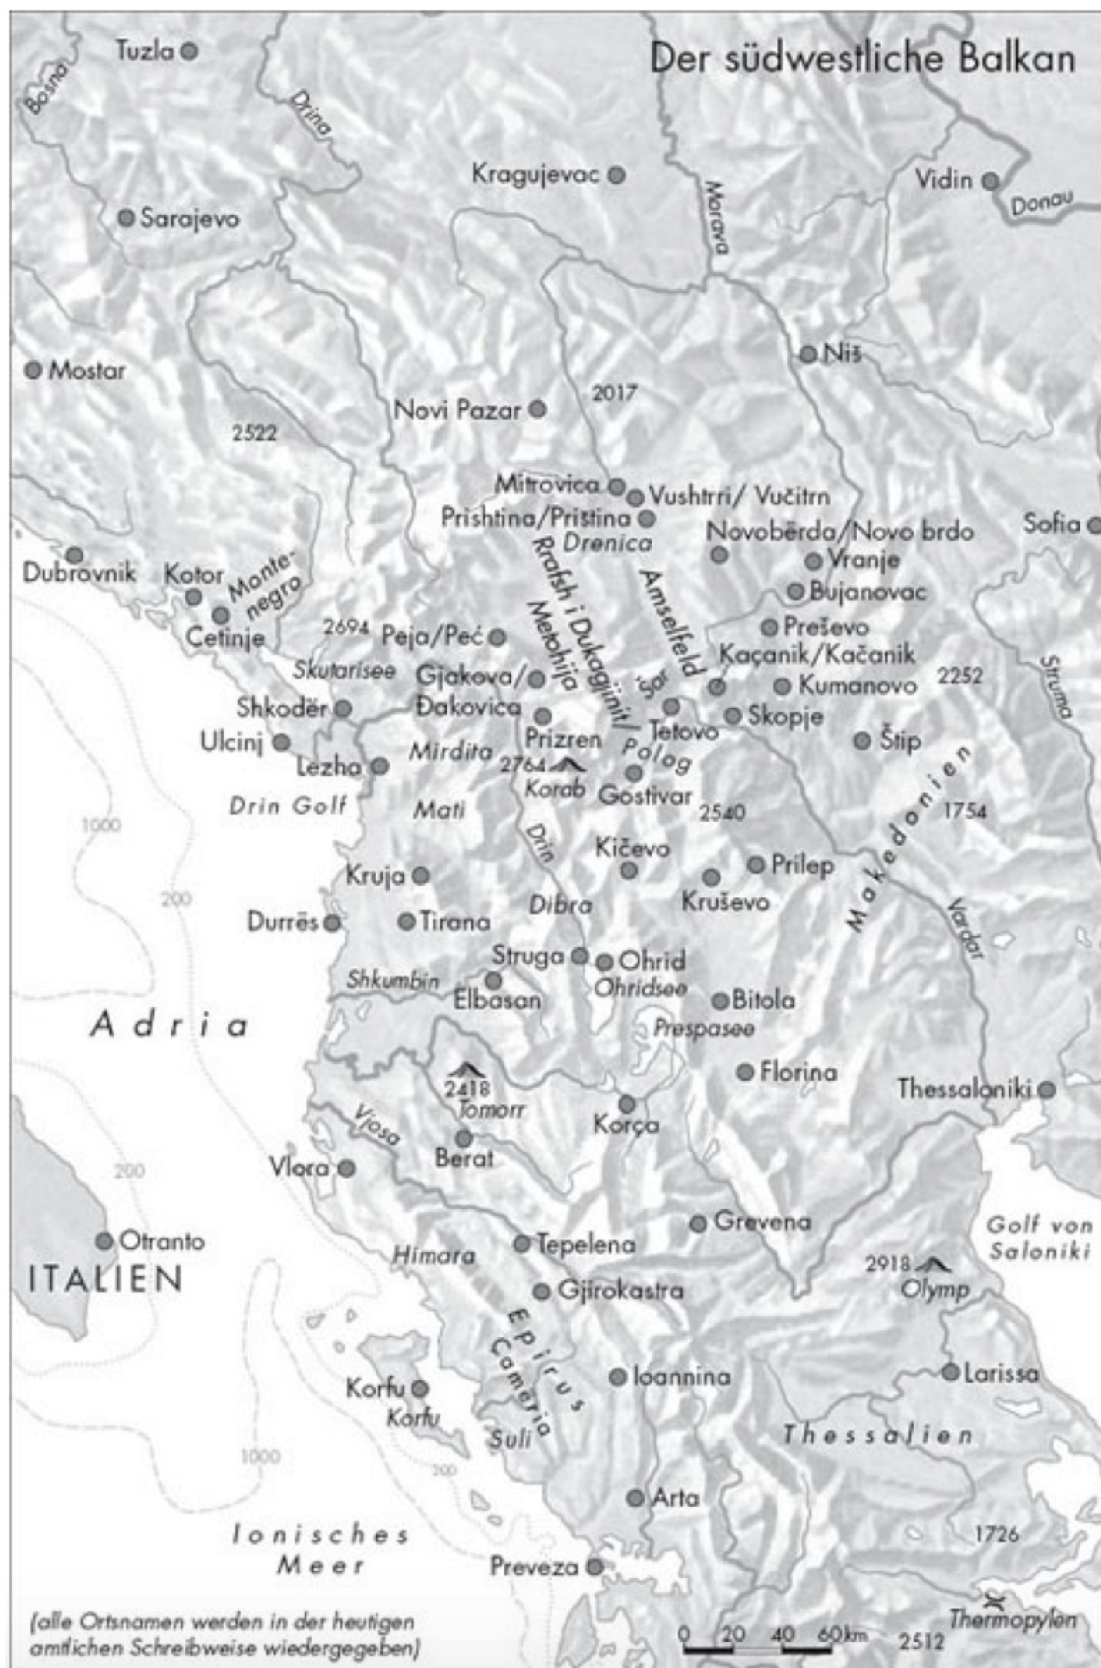 Der südwestliche Balkan
Tuzla
Bosna
Drina
Kragujevac
Morava
Vidin
Donau
Sarajevo
Niš
Mostar
2017
Novi Pazar
2522
Mitrovica
Vushtrri/ Vučitrn
Prishtina/Priština
Drenica
Novobërda/Novo brdo
Sofia
Dubrovnik
Kotor
Monte-
negro
Cetinje
Vranje
Bujanovac
Rrafsh i Dukagjinit/
Metohija
Amselfeld
2694
Peja/Peć
Preševo
Skutarisee
Gjakova/
Đakovica
Kaçanik/Kačanik
Šar
Kumanovo
2252
Struma
Shkodër
Prizren
Tetovo
Skopje
Štip
Ulcinj
Lezha
Mirdita
2764
Korab
Polog
Gostivar
Makedonien
Drin Golf
Mati
2540
1754
1000
Drin
Kičevo
Prilep
Kruja
Kruševo
200
Durrës
Tirana
Dibra
Vardar
Struga
Ohrid
Ohridsee
Shkumbin
Elbasan
Bitola
Adria
Prespasee
2418
Tomorr
Florina
Thessaloniki
Vjosa
Korça
Berat
Vlora
200
Otranto
ITALIEN
Grevena
Golf von
Saloniki
Himara
Tepelena
2918
Olymp
Gjirokastra
Epirus
Çamëria
Korfu
Korfu
Ioannina
Larissa
Suli
Thessalien
1000
200
Arta
Ionisches
Meer
1726
Preveza
Thermopylen
(alle Ortsnamen werden in der heutigen
amtlichen Schreibweise wiedergegeben)
0 20 40 60 km
2512